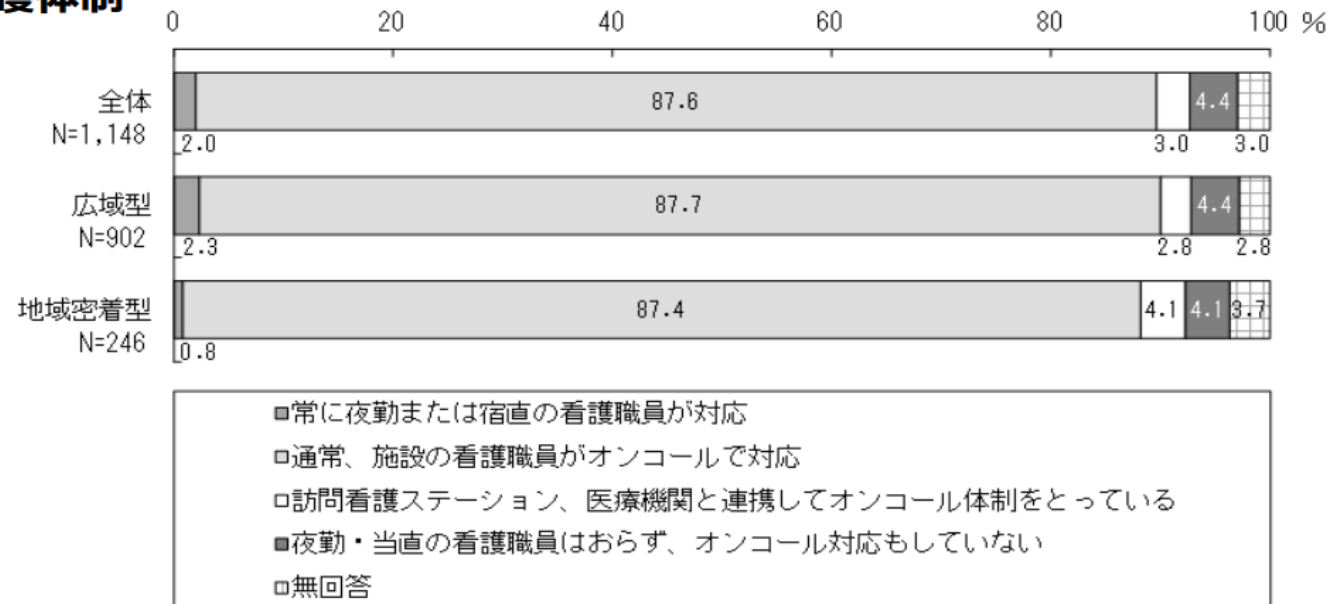 体制
0 20 40 60 80 100 %
全体
N=1,148
87.6
4.4
2.0
3.0
3.0
広域型
N=902
87.7
4.4
2.3
2.8
2.8
地域密着型
N=246
87.4
4.1
4.1
3.7
0.8
常に夜勤または宿直の看護職員が対応
通常、施設の看護職員がオンコールで対応
訪問看護ステーション、医療機関と連携してオンコール体制をとっている
夜勤・当直の看護職員はおらず、オンコール対応もしていない
無回答